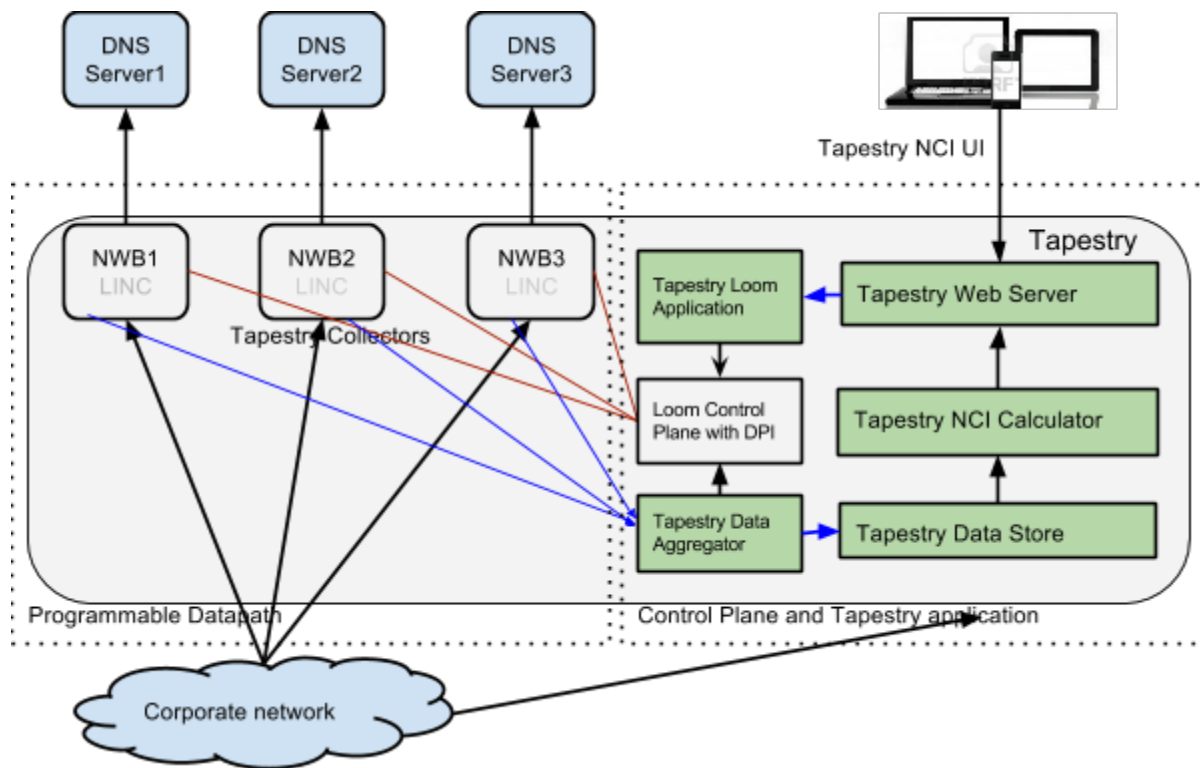 DNS
Server1
DNS
Server2
DNS
Server3
Tapestry NCI UI
Tapestry
NWB1
LINC
NWB2
LINC
NWB3
LINC
Tapestry Collectors
Tapestry Loom
Application
Tapestry Web Server
Loom Control
Plane with DPI
Tapestry NCI Calculator
Tapestry Data
Aggregator
Tapestry Data Store
Programmable Datapath
Control Plane and Tapestry application
Corporate network